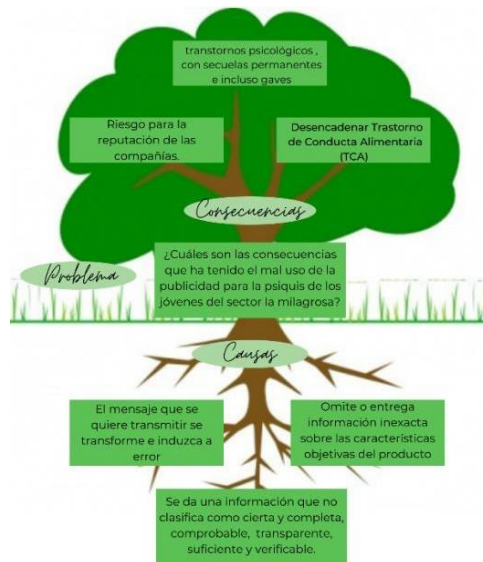 transtornos psicológicos ,
con secuelas permanentes
e incluso gaves
Riesgo para la
reputación de las
compañías.
Desencadenar Trastorno
de Conducta Alimentaria
(TCA)
Consecuencias
Problema
¿Cuáles son las consecuencias
que ha tenido el mal uso de la
publicidad para la psiquis de los
jóvenes del sector la milagrosa?
Causas
El mensaje que se
quiere transmitir se
transforme e induzca a
error
Omite o entrega
información inexacta
sobre las características
objetivas del producto
Se da una información que no
clasifica como cierta y completa,
comprobable, transparente,
suficiente y verificable.